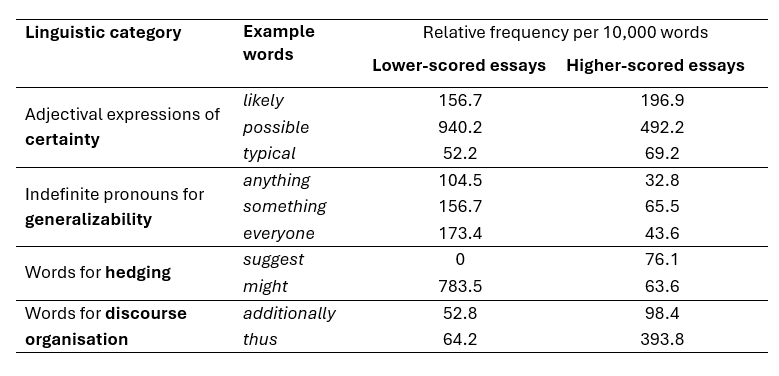 Linguistic category Example words Relative frequency per 10,000 words
Lower-scored essays Higher-scored essays
Adjectival expressions of certainty likely 156.7 196.9
possible 940.2 492.2
typical 52.2 69.2
Indefinite pronouns for generalizability anything 104.5 32.8
something 156.7 65.5
everyone 173.4 43.6
Words for hedging suggest 0 76.1
might 783.5 63.6
Words for discourse organisation additionally 52.8 98.4
thus 64.2 393.8